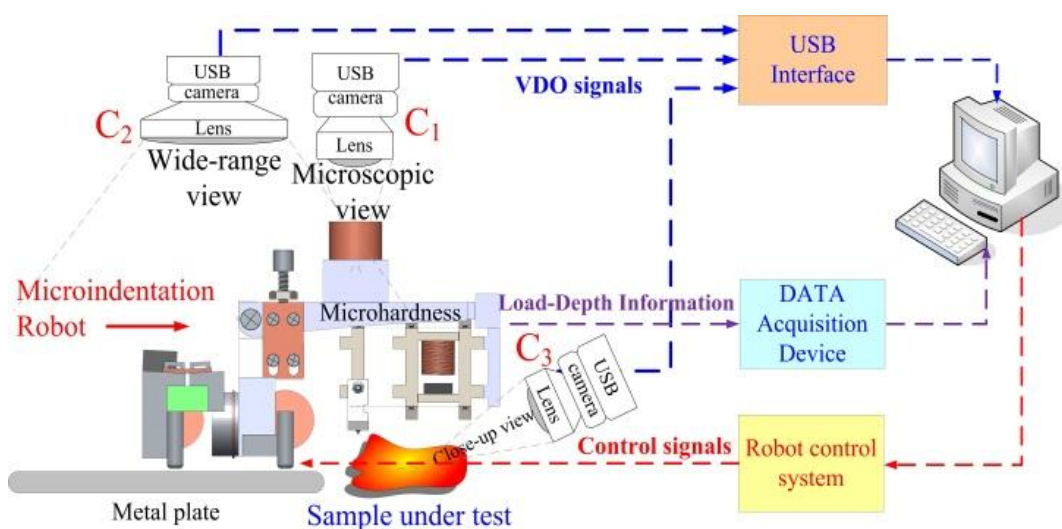 USB
camera
Lens
C2
Wide-range
view
USB
camera
Lens
C1
Microscopic
view
VDO signals
USB
Interface
Microindentation
Robot
Microhardness
Load-Depth Information
DATA
Acquisition
Device
C3
USB
camera
Lens
Close-up view
Control signals
Robot control
system
Metal plate
Sample under test